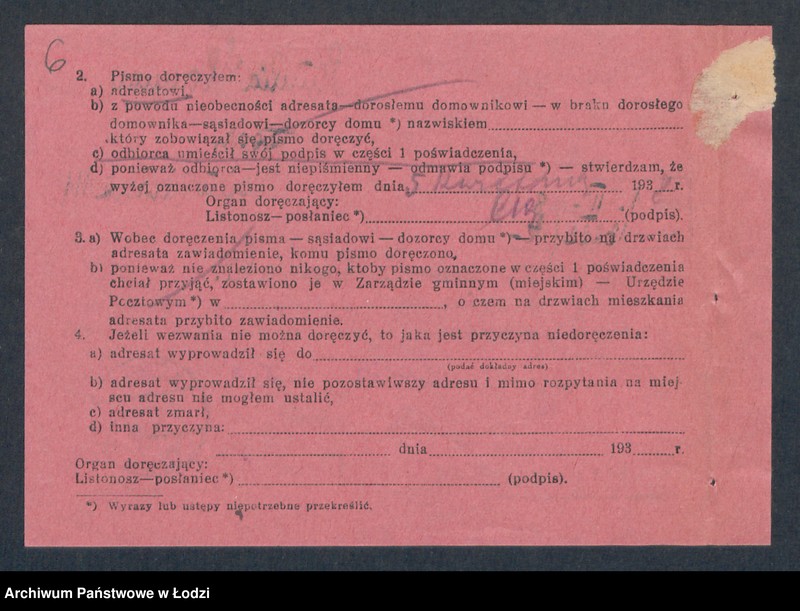 6
2. Pismo doręczyłem:
a) adresatowi,
b) z powodu nieobecności adresata—dorosłemu domownikowi — w braku dorosłego
domownika—sąsiadowi—dozorcy domu *) nazwiskiem
który zobowiązał się pismo doręczyć,
c) odbiorca umieścił swój podpis w części 1 poświadczenia,
d) ponieważ odbiorca—jest niepiśmienny — odmawia podpisu *) — stwierdzam, że
wyżej oznaczone pismo doręczyłem dnia 5 193 r.
Organ doręczający:
Listonosz—posłaniec *) (podpis).
3. a) Wobec doręczenia pisma — sąsiadowi — dozorcy domu *) — przybito na drzwiach
adresata zawiadomienie, komu pismo doręczono,
b) ponieważ nie znaleziono nikogo, ktoby pismo oznaczone w części 1 poświadczenia
chciał przyjąć, zostawiono je w Zarządzie gminnym (miejskim) — Urzędzie
Pocztowym *) w , o czem na drzwiach mieszkania
adresata przybito zawiadomienie.
4. Jeżeli wezwania nie można doręczyć, to jaka jest przyczyna niedoręczenia:
a) adresat wyprowadził się do
(podać dokładny adres)
b) adresat wyprowadził się, nie pozostawiwszy adresu i mimo rozpytania na miej-
scu adresu nie mogłem ustalić,
c) adresat zmarł,
d) inna przyczyna:
dnia 193 r.
Organ doręczający:
Listonosz—posłaniec *) (podpis).
*) Wyrazy lub ustępy niepotrzebne przekreślić.
Archiwum Państwowe w Łodzi